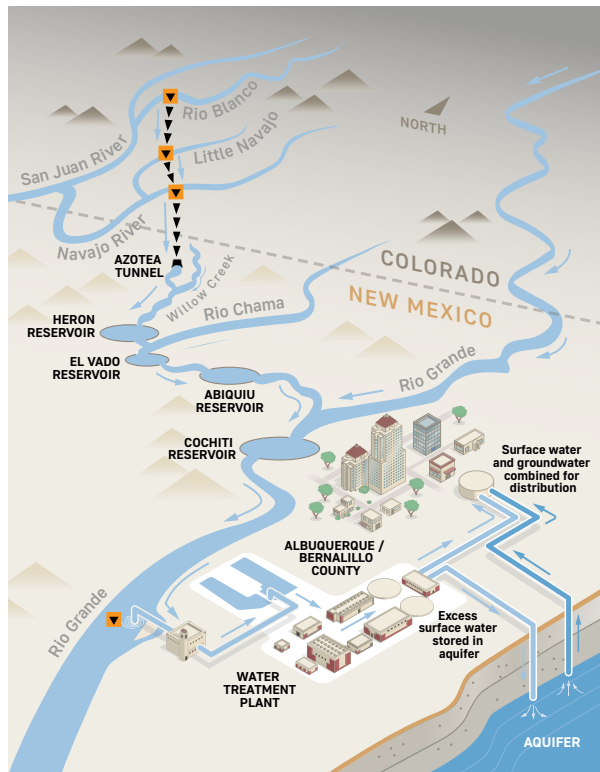 Rio Blanco
NORTH
Little Navajo
San Juan River
Navajo River
AZOTEA
TUNNEL
Willow Creek
COLORADO
NEW MEXICO
Rio Chama
HERON
RESERVOIR
EL VADO
RESERVOIR
Rio Grande
ABIQUIU
RESERVOIR
COCHITI
RESERVOIR
Surface water
and groundwater
combined for
distribution
ALBUQUERQUE /
BERNALILLO
COUNTY
Rio Grande
Excess
surface water
stored in
aquifer
WATER
TREATMENT
PLANT
AQUIFER